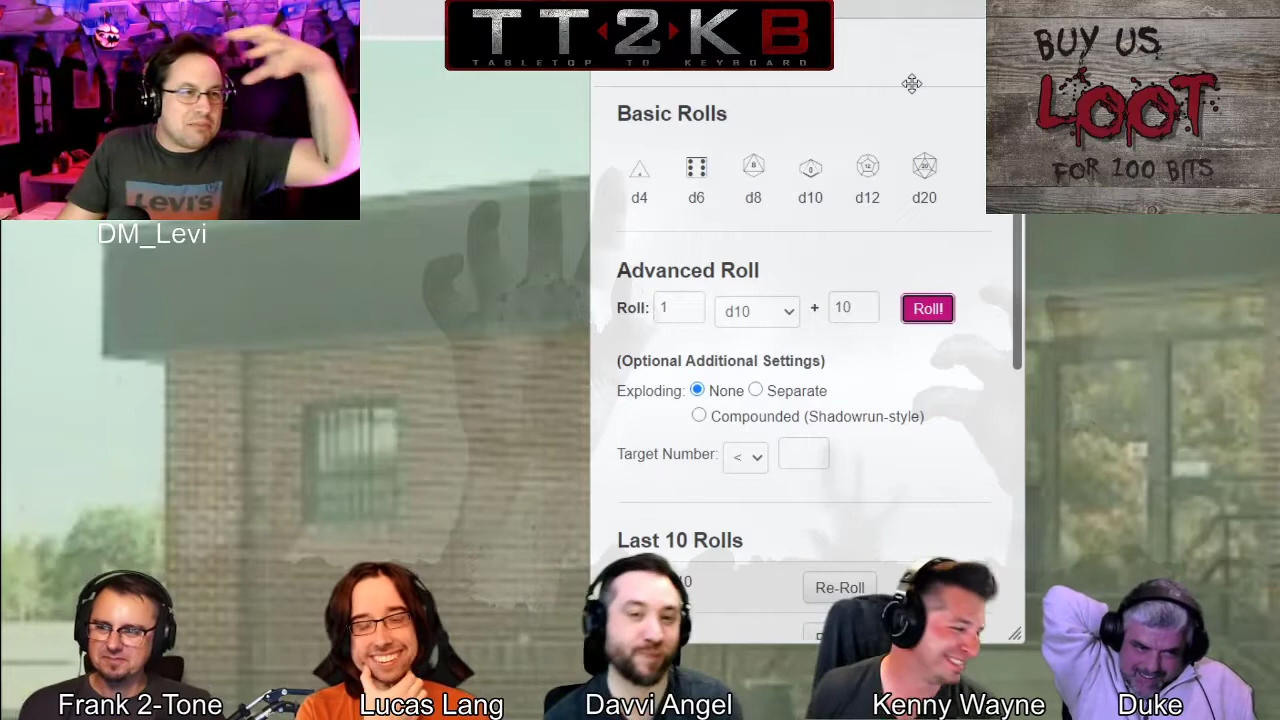 TT2KB
TABLETOP TO KEYBOARD
BUY US
LOOT
FOR 100 BITS
Levi's
DM_Levi
Basic Rolls
d4 d6 d8 d10 d12 d20
Advanced Roll
Roll: 1 d10 + 10 Roll!
(Optional Additional Settings)
Exploding: None Separate
Compounded (Shadowrun-style)
Target Number: <
Last 10 Rolls
Re-Roll
Frank 2-Tone
Lucas Lang
Davvi Angel
Kenny Wayne
Duke